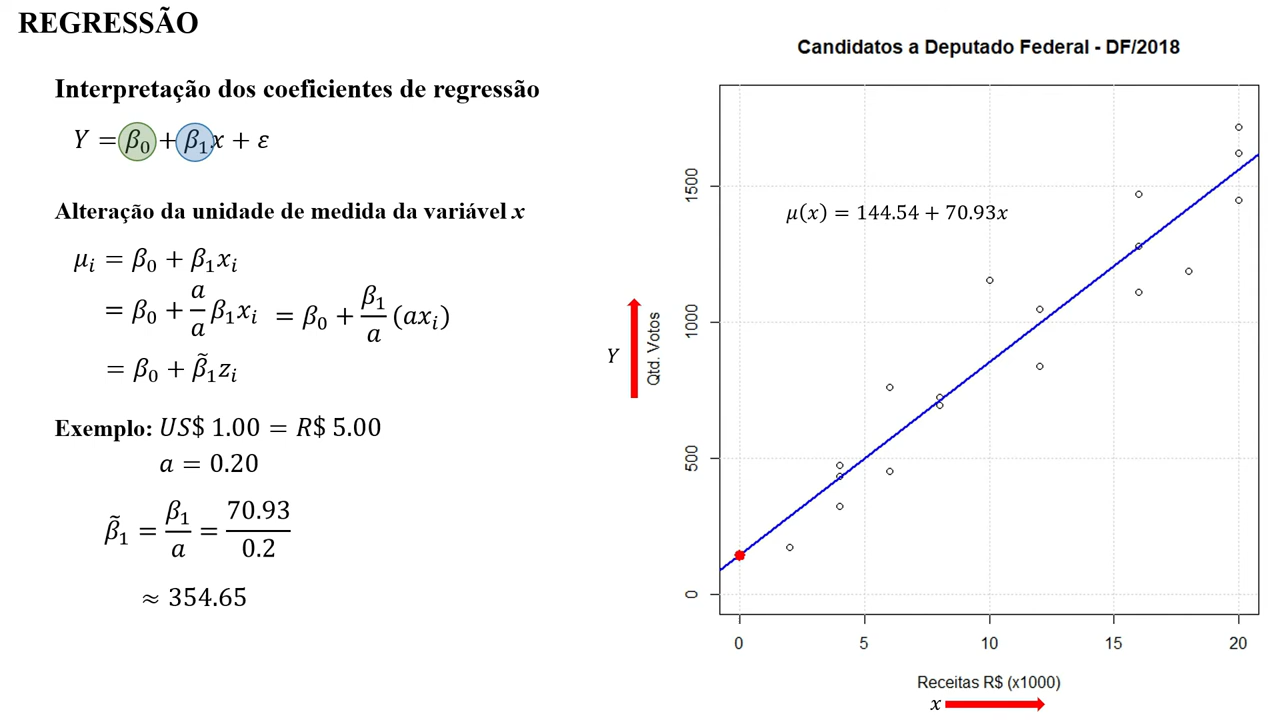 REGRESSÃO
Interpretação dos coeficientes de regressão
Y = β₀ + β₁x + ε
Alteração da unidade de medida da variável x
μᵢ = β₀ + β₁xᵢ
= β₀ + a/a β₁xᵢ = β₀ + β₁/a (axᵢ)
= β₀ + β̃₁zᵢ
Exemplo: US$ 1.00 = R$ 5.00
a = 0.20
β̃₁ = β₁/a = 70.93/0.2
≈ 354.65
Candidatos a Deputado Federal - DF/2018
μ(x) = 144.54 + 70.93x
Y
Qtd. Votos
1500
1000
500
0
0 5 10 15 20
Receitas R$ (x1000)
x